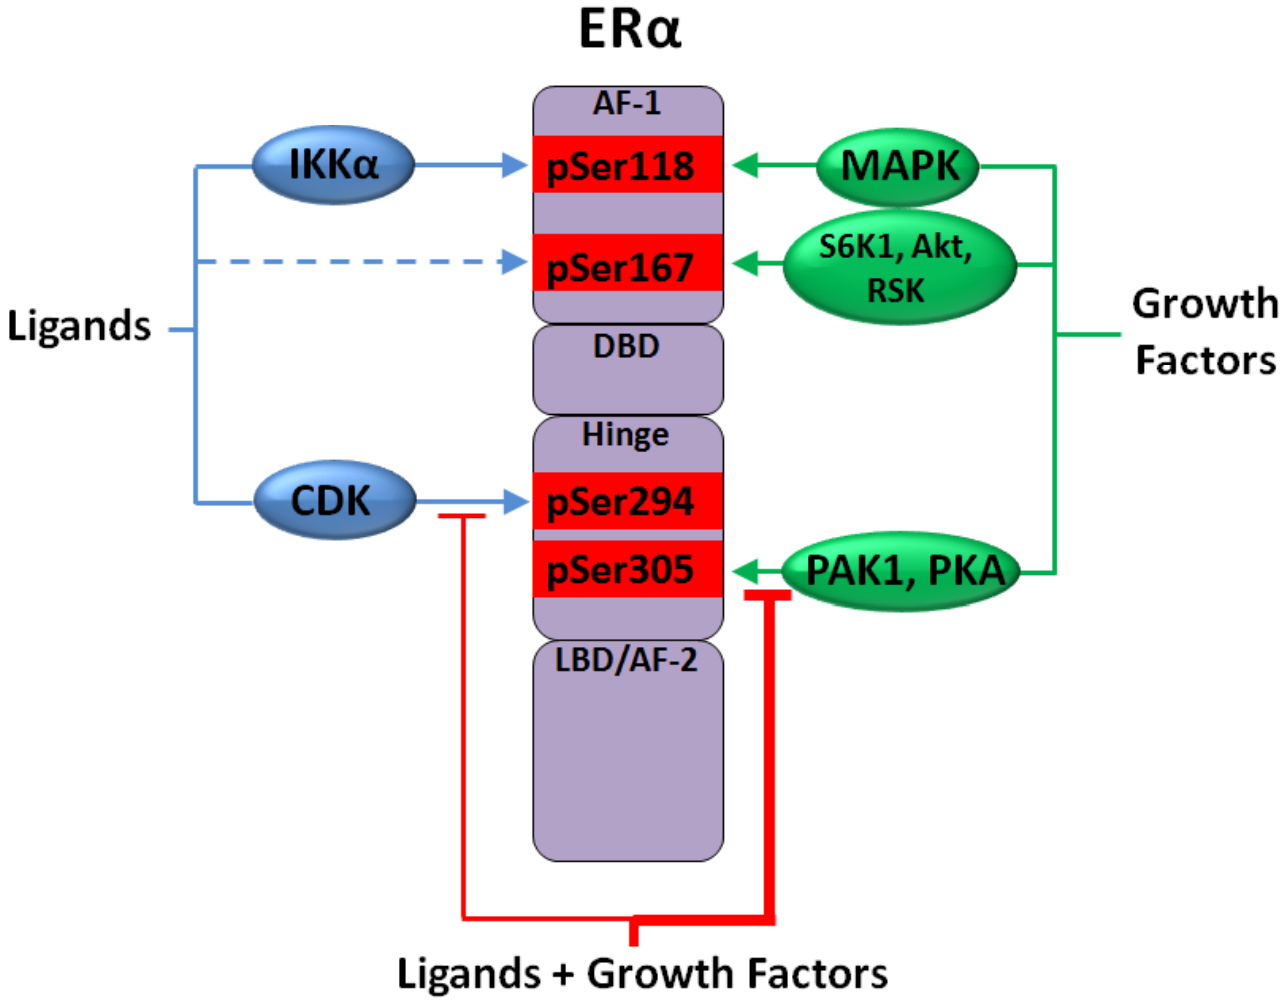 ERα
AF-1
IKKα
pSer118
MAPK
pSer167
S6K1, Akt,
RSK
Ligands
Growth
Factors
DBD
Hinge
CDK
pSer294
pSer305
PAK1, PKA
LBD/AF-2
Ligands + Growth Factors